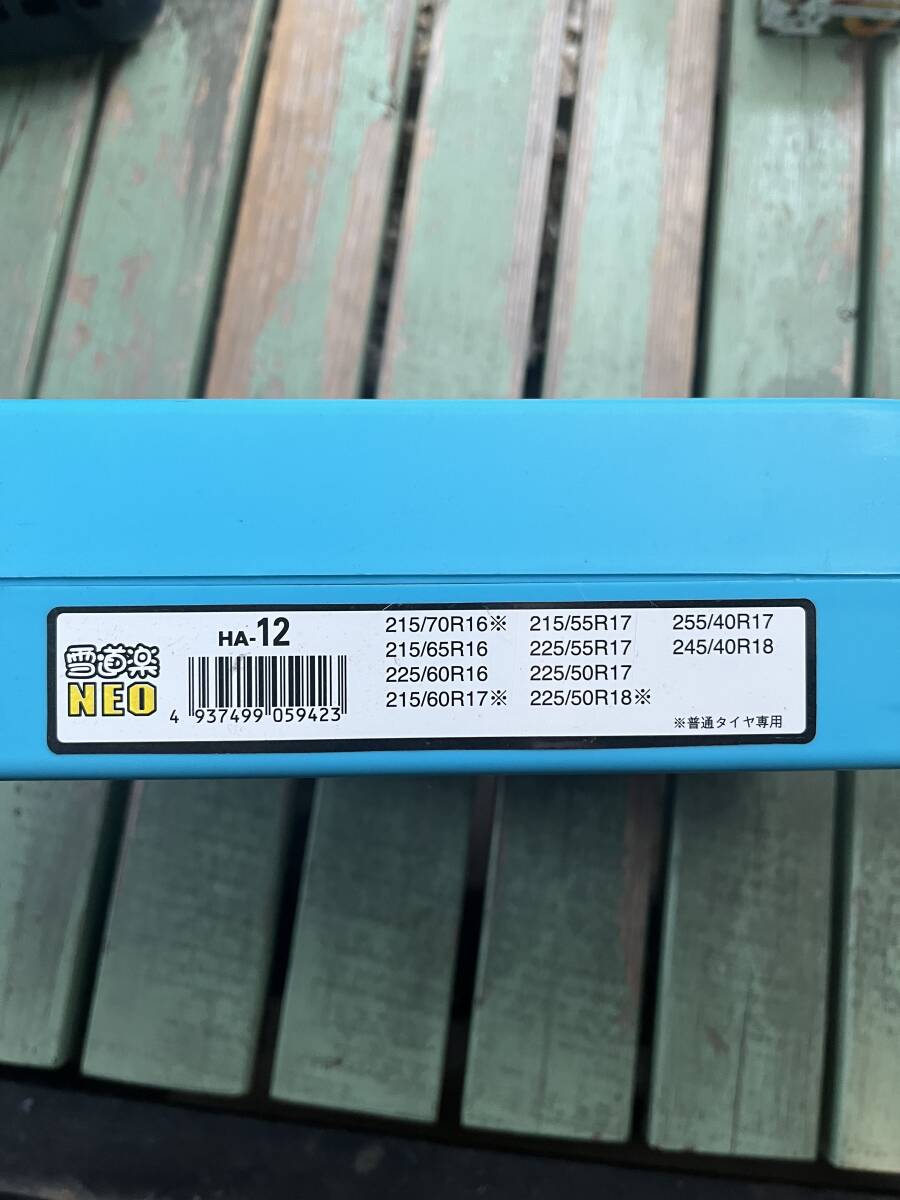 雪道楽
NEO
HA-12
4 937499 059423
215/70R16※ 215/55R17 255/40R17
215/65R16 225/55R17 245/40R18
225/60R16 225/50R17
215/60R17※ 225/50R18※
※普通タイヤ専用